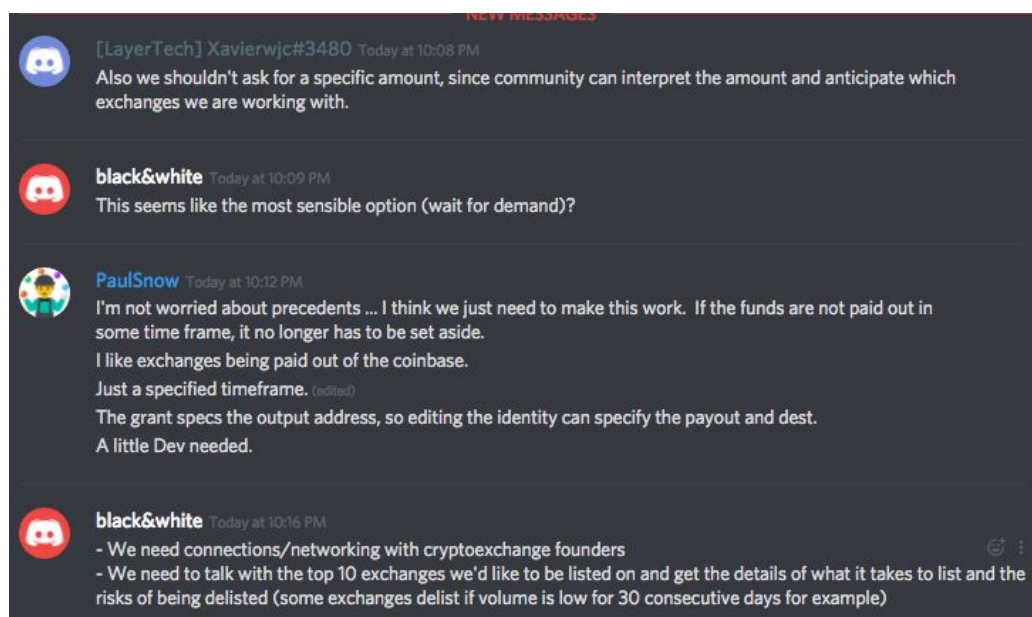 NEW MESSAGES
[LayerTech] Xavierwjc#3480 Today at 10:08 PM
Also we shouldn't ask for a specific amount, since community can interpret the amount and anticipate which
exchanges we are working with.
black&white Today at 10:09 PM
This seems like the most sensible option (wait for demand)?
PaulSnow Today at 10:12 PM
I'm not worried about precedents ... I think we just need to make this work. If the funds are not paid out in
some time frame, it no longer has to be set aside.
I like exchanges being paid out of the coinbase.
Just a specified timeframe. (edited)
The grant specs the output address, so editing the identity can specify the payout and dest.
A little Dev needed.
black&white Today at 10:16 PM
- We need connections/networking with cryptoexchange founders
- We need to talk with the top 10 exchanges we'd like to be listed on and get the details of what it takes to list and the
risks of being delisted (some exchanges delist if volume is low for 30 consecutive days for example)